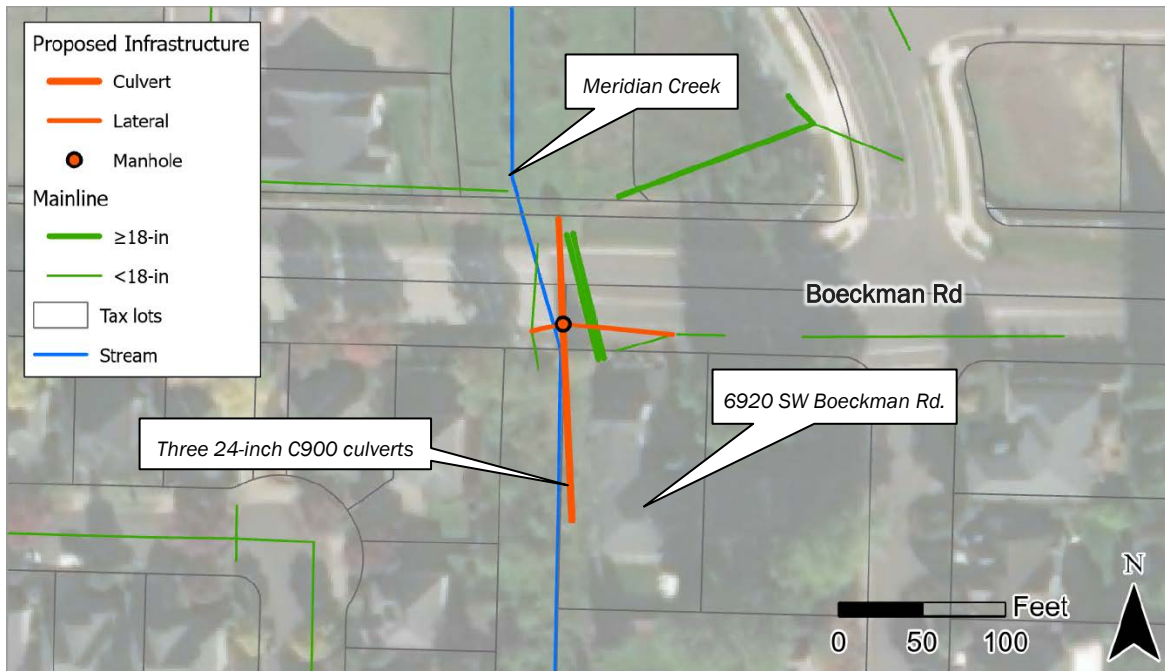 Proposed Infrastructure
Culvert
Lateral
Manhole
Mainline
≥18-in
<18-in
Tax lots
Stream
Meridian Creek
Boeckman Rd
6920 SW Boeckman Rd.
Three 24-inch C900 culverts
N
Feet
0 50 100